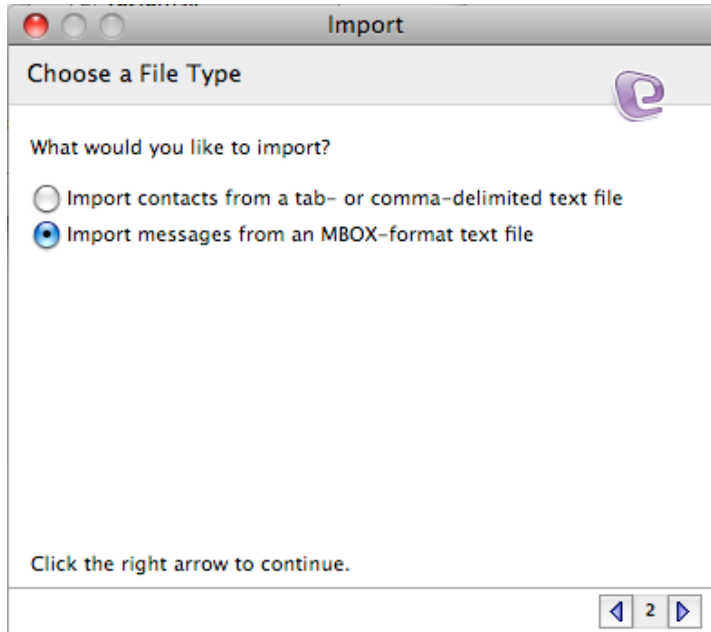 Import
Choose a File Type
What would you like to import?
Import contacts from a tab- or comma-delimited text file
Import messages from an MBOX-format text file
Click the right arrow to continue.
2